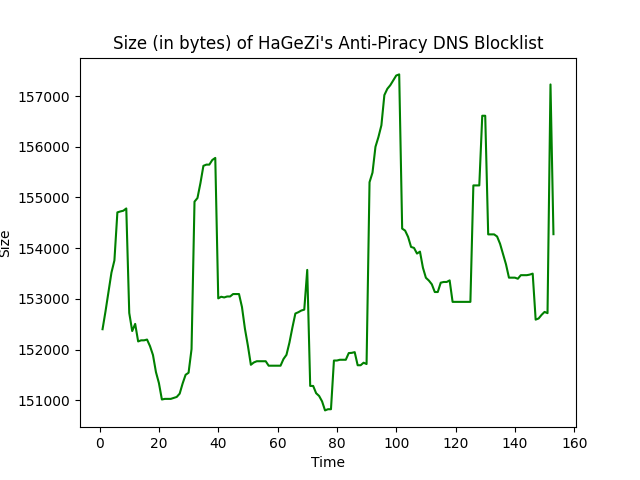 Size (in bytes) of HaGeZi's Anti-Piracy DNS Blocklist
157000
156000
155000
154000
153000
152000
151000
Size
0 20 40 60 80 100 120 140 160
Time